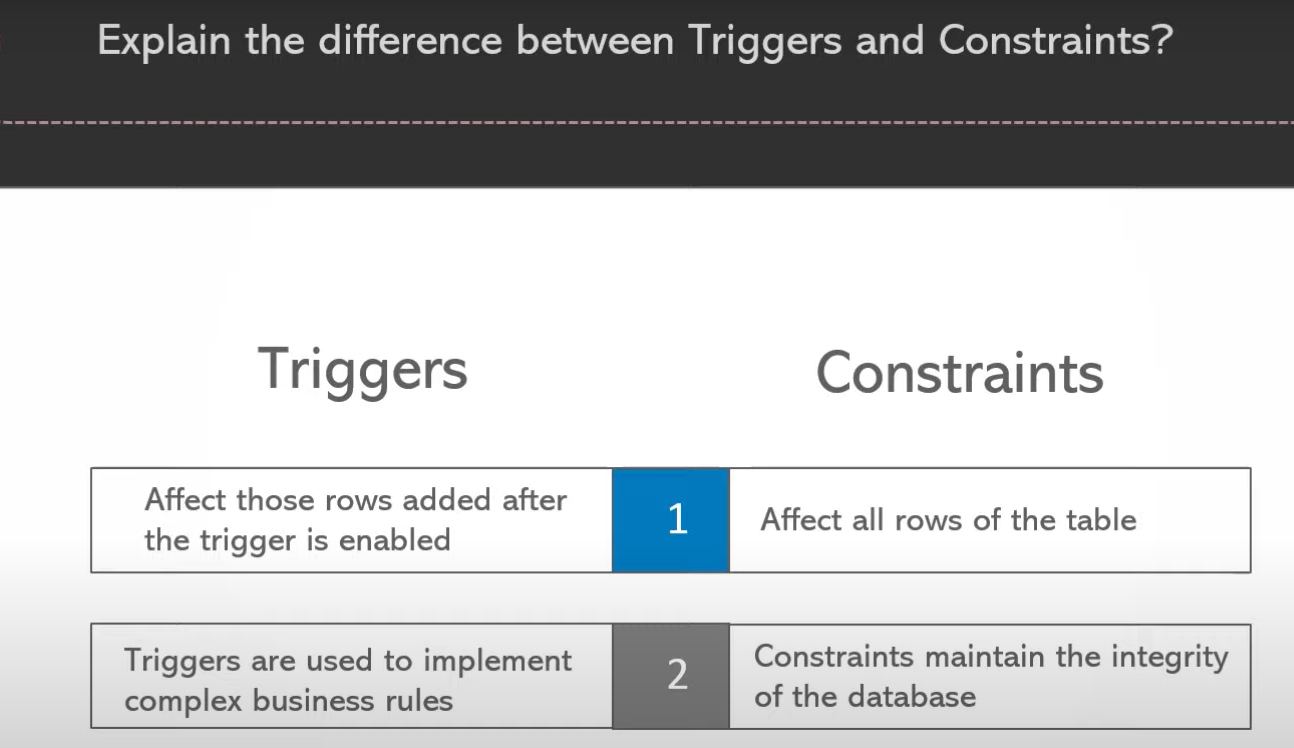 Explain the difference between Triggers and Constraints?
Triggers
Constraints
Affect those rows added after
the trigger is enabled
1
Affect all rows of the table
Triggers are used to implement
complex business rules
2
Constraints maintain the integrity
of the database